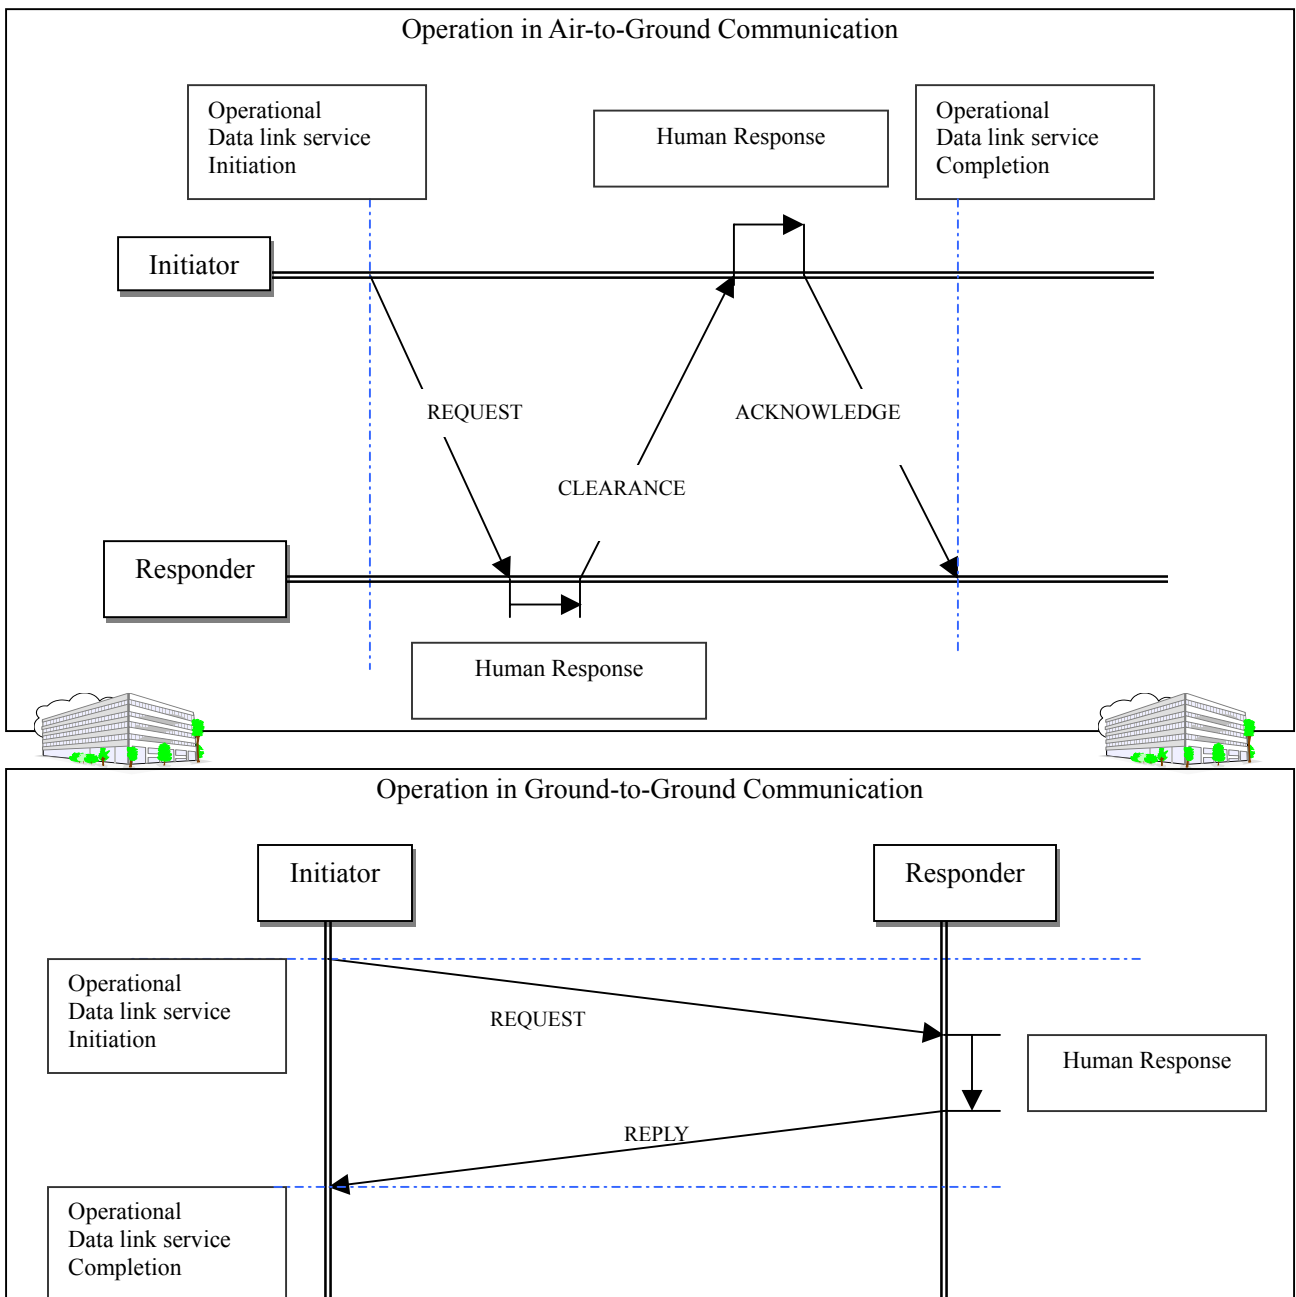 Operation in Air-to-Ground Communication
Operational
Data link service
Initiation
Human Response
Operational
Data link service
Completion
Initiator
REQUEST
ACKNOWLEDGE
CLEARANCE
Responder
Human Response
Operation in Ground-to-Ground Communication
Initiator
Responder
Operational
Data link service
Initiation
REQUEST
Human Response
REPLY
Operational
Data link service
Completion